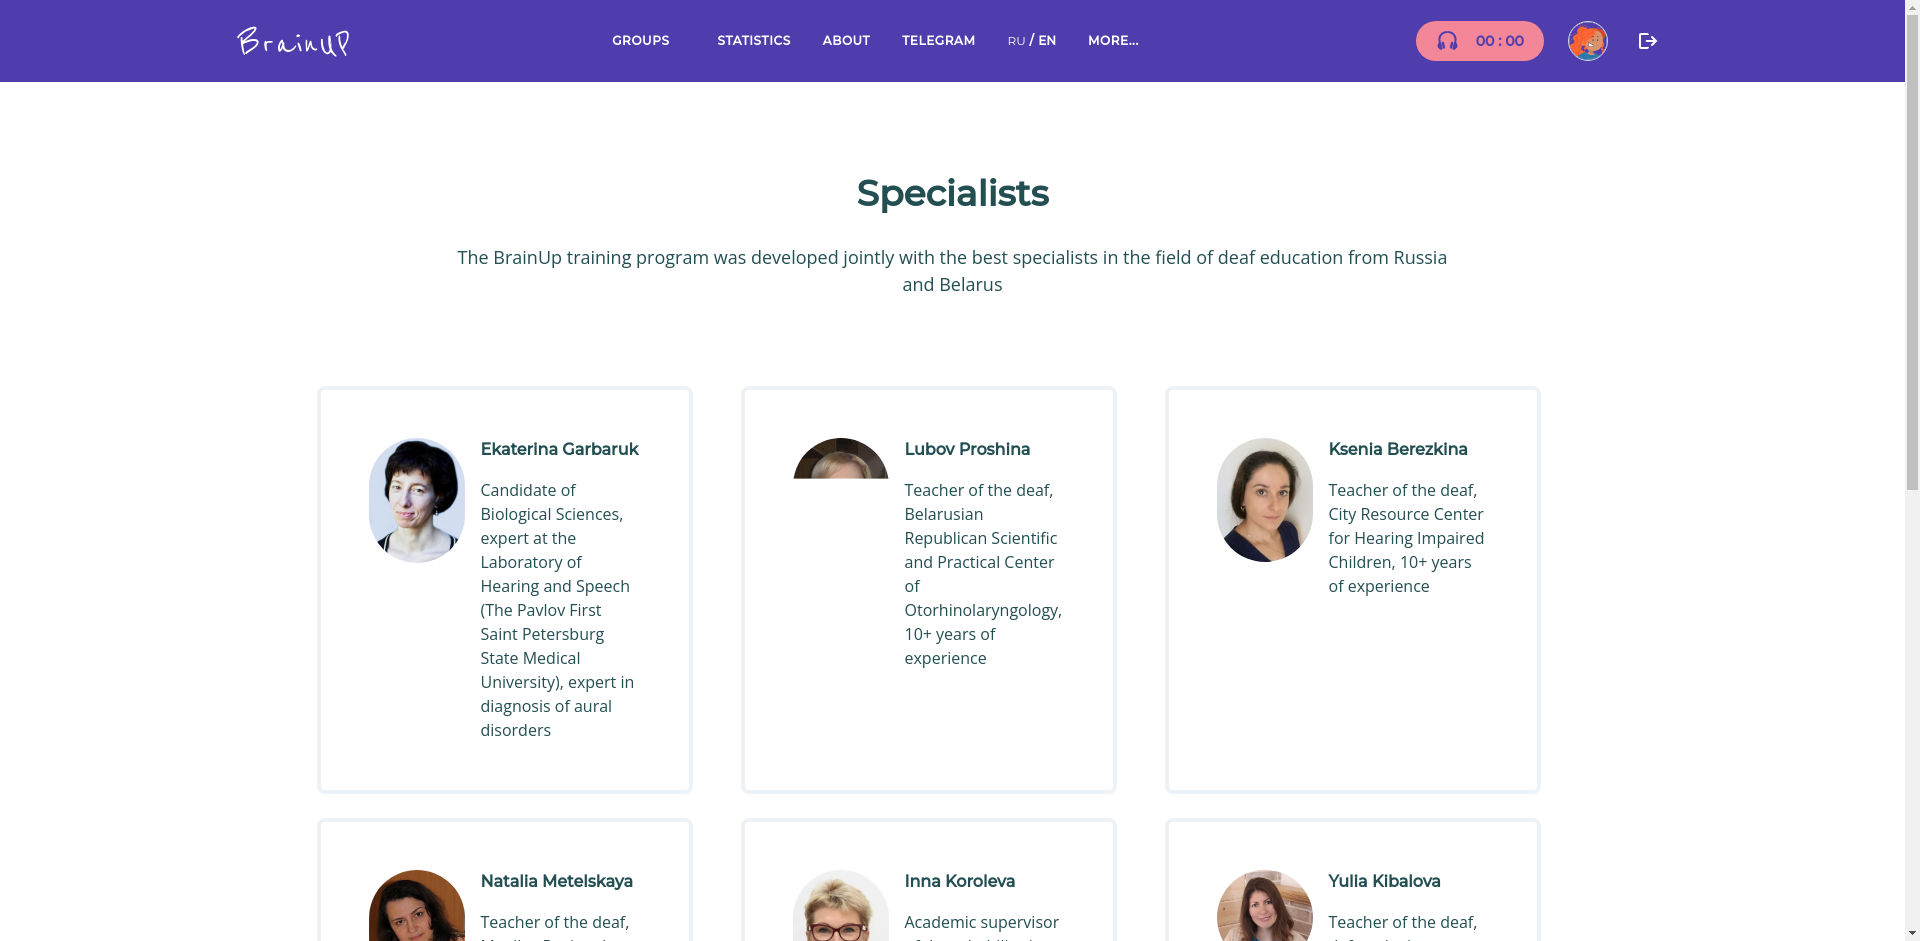 BrainUP
GROUPS
STATISTICS
ABOUT
TELEGRAM
RU / EN
MORE...
00 : 00
Specialists
The BrainUp training program was developed jointly with the best specialists in the field of deaf education from Russia
and Belarus
Ekaterina Garbaruk
Candidate of
Biological Sciences,
expert at the
Laboratory of
Hearing and Speech
(The Pavlov First
Saint Petersburg
State Medical
University), expert in
diagnosis of aural
disorders
Lubov Proshina
Teacher of the deaf,
Belarusian
Republican Scientific
and Practical Center
of
Otorhinolaryngology,
10+ years of
experience
Ksenia Berezkina
Teacher of the deaf,
City Resource Center
for Hearing Impaired
Children, 10+ years
of experience
Natalia Metelskaya
Teacher of the deaf,
Inna Koroleva
Academic supervisor
Yulia Kibalova
Teacher of the deaf,